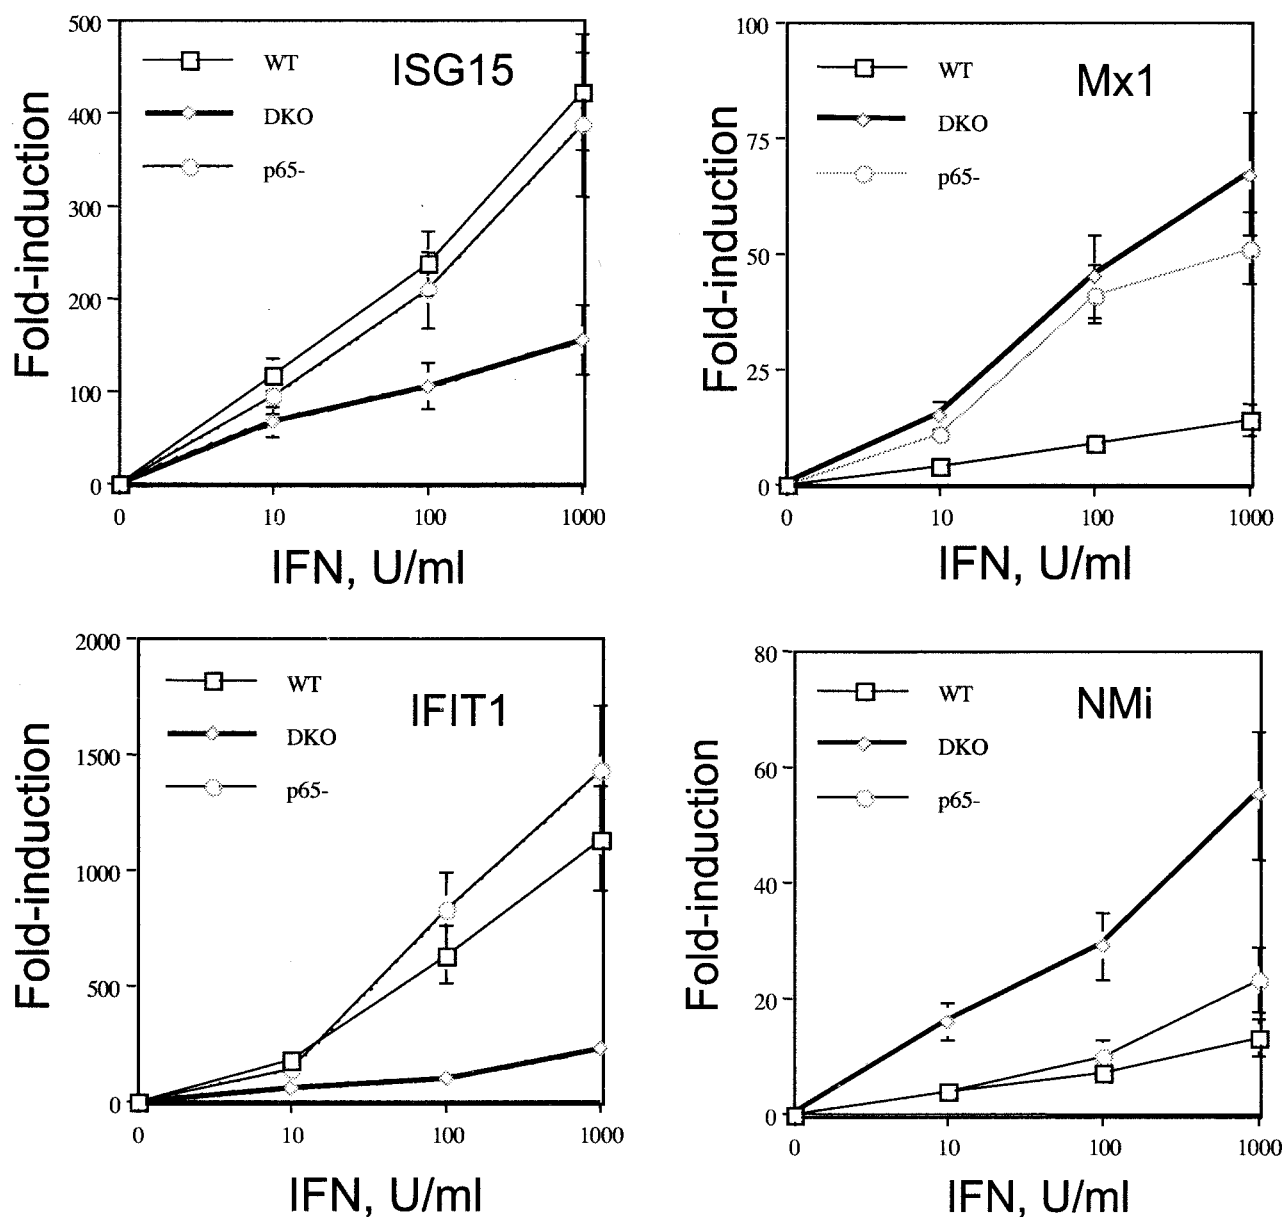 500
400
300
200
100
0
Fold-induction
WT
DKO
p65-
ISG15
0 10 100 1000
IFN, U/ml
100
75
50
25
0
Fold-induction
WT
DKO
p65-
Mx1
0 10 100 1000
IFN, U/ml
2000
1500
1000
500
0
Fold-induction
WT
DKO
p65-
IFIT1
0 10 100 1000
IFN, U/ml
80
60
40
20
0
Fold-induction
WT
DKO
p65-
NMi
0 10 100 1000
IFN, U/ml